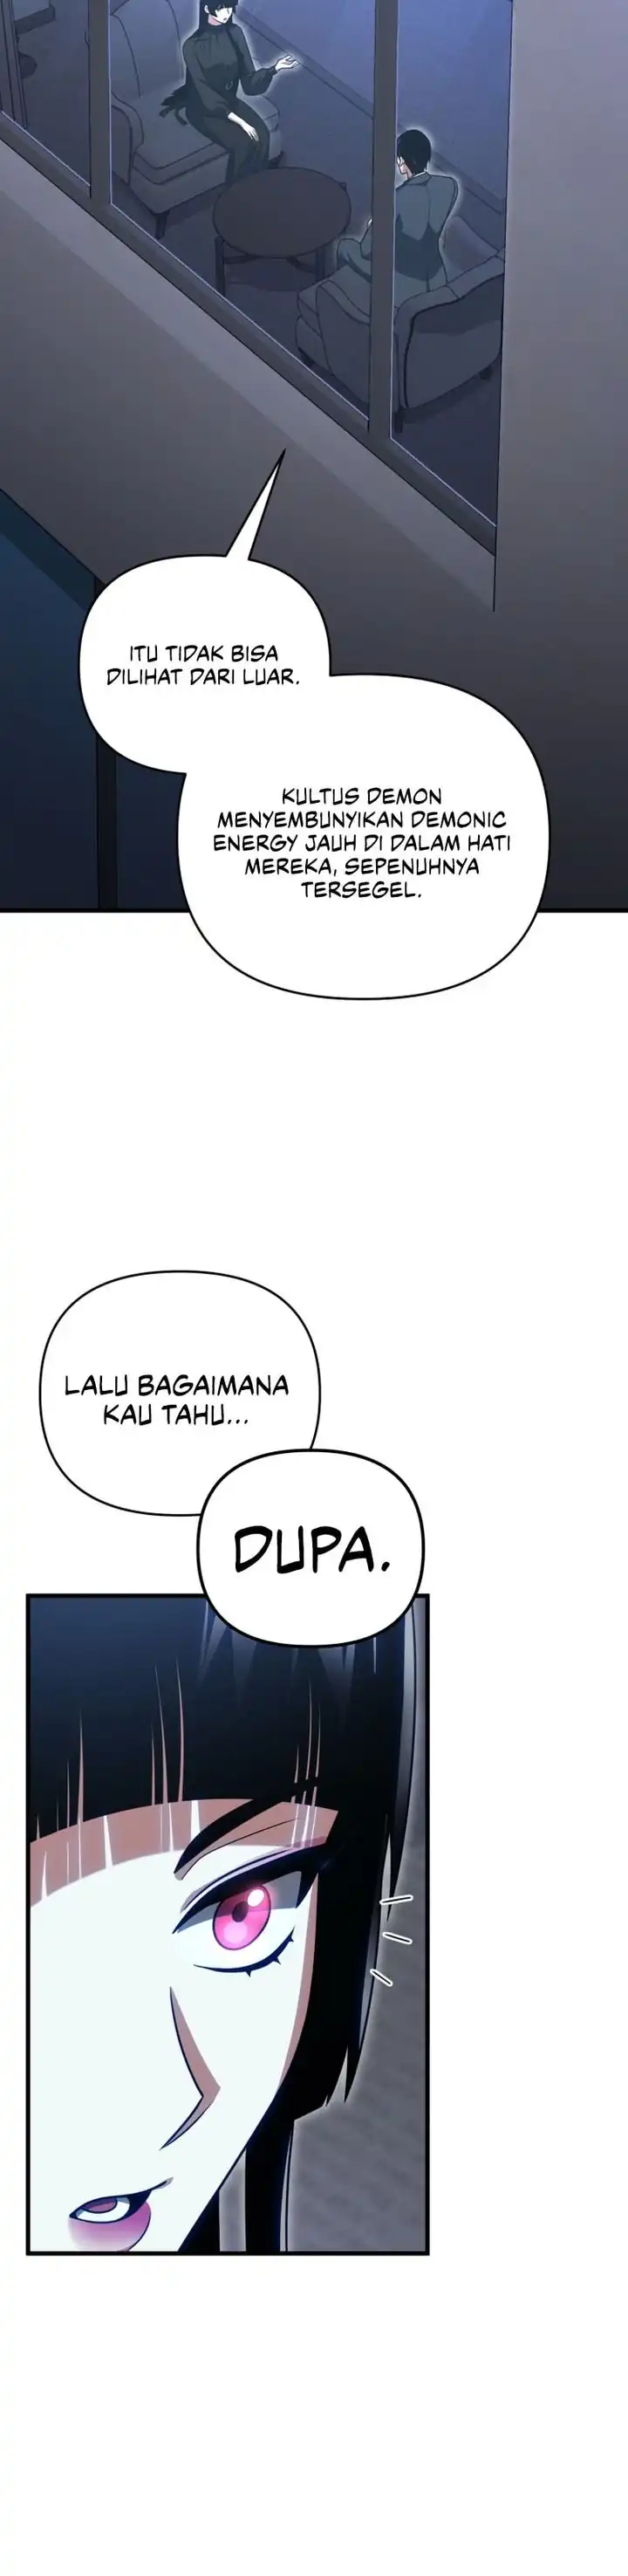 ITU TIDAK BISA
DILIHAT DARI LUAR.
KULTUS DEMON
MENYEMBUNYIKAN DEMONIC
ENERGY JAUH DI DALAM HATI
MEREKA, SEPENUHNYA
TERSEGEL.
LALU BAGAIMANA
KAU TAHU...
DUPA.